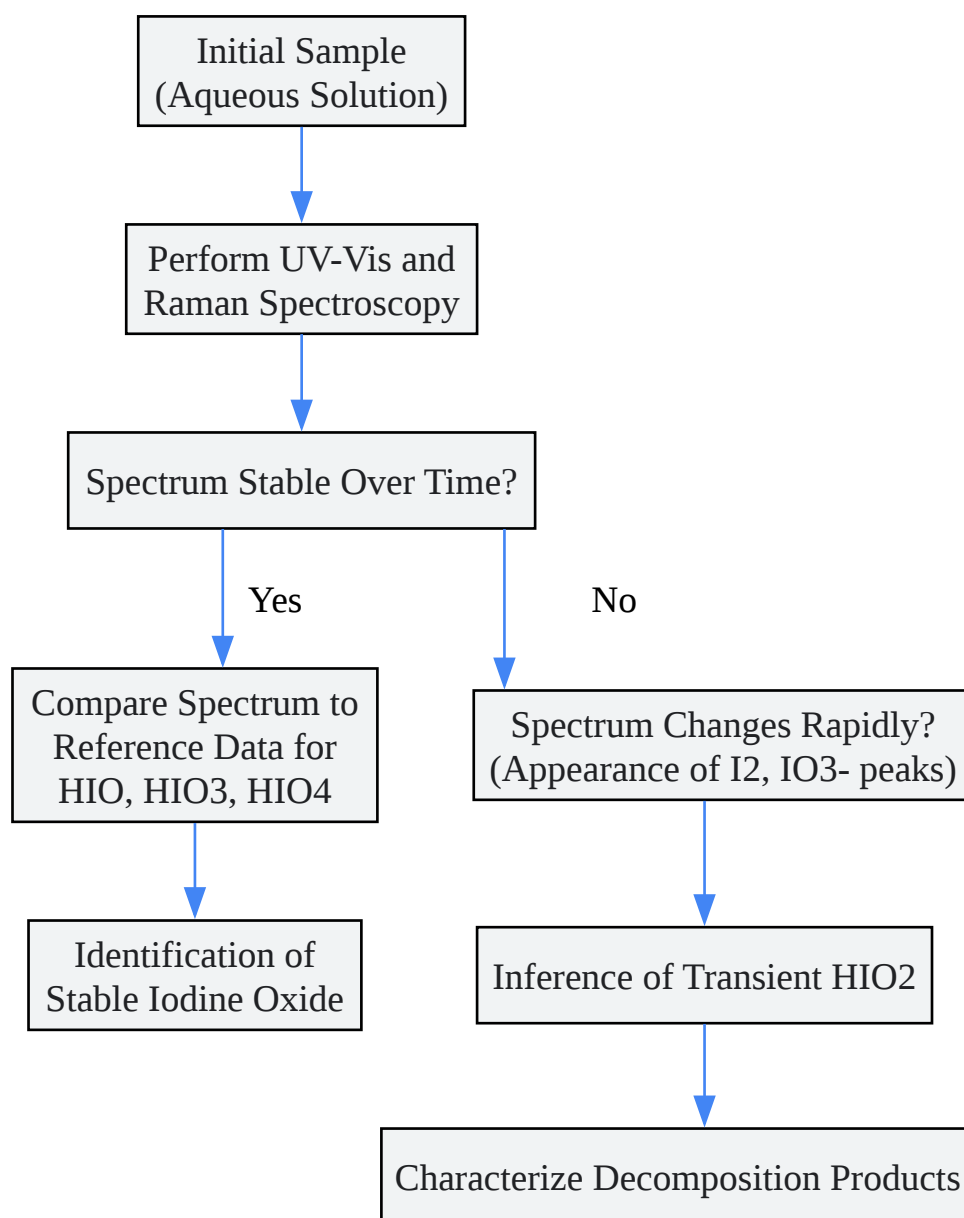 Initial Sample
(Aqueous Solution)
Perform UV-Vis and
Raman Spectroscopy
Spectrum Stable Over Time?
Yes
No
Compare Spectrum to
Reference Data for
HIO, HIO3, HIO4
Spectrum Changes Rapidly?
(Appearance of I2, IO3- peaks)
Identification of
Stable Iodine Oxide
Inference of Transient HIO2
Characterize Decomposition Products